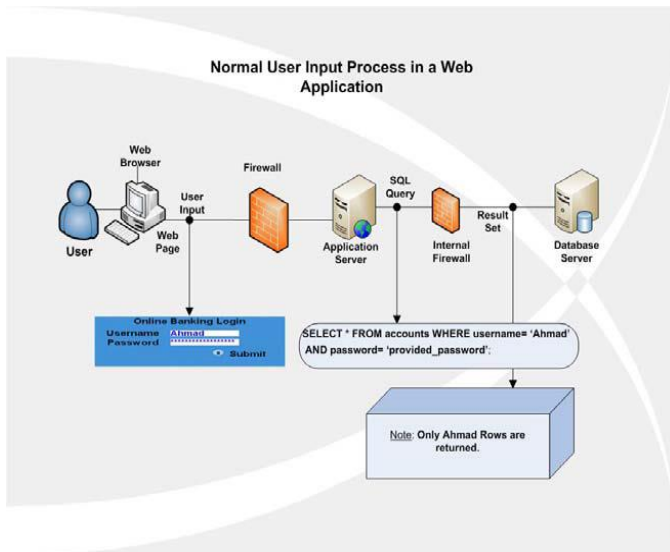 Normal User Input Process in a Web
Application
Web
Browser
User
User
Input
Web
Page
Firewall
Application
Server
SQL
Query
Internal
Firewall
Result
Set
Database
Server
Online Banking Login
Username Ahmad
Password ******************
Submit
SELECT * FROM accounts WHERE username= ‘Ahmad’
AND password= ‘provided_password’;
Note: Only Ahmad Rows are
returned.